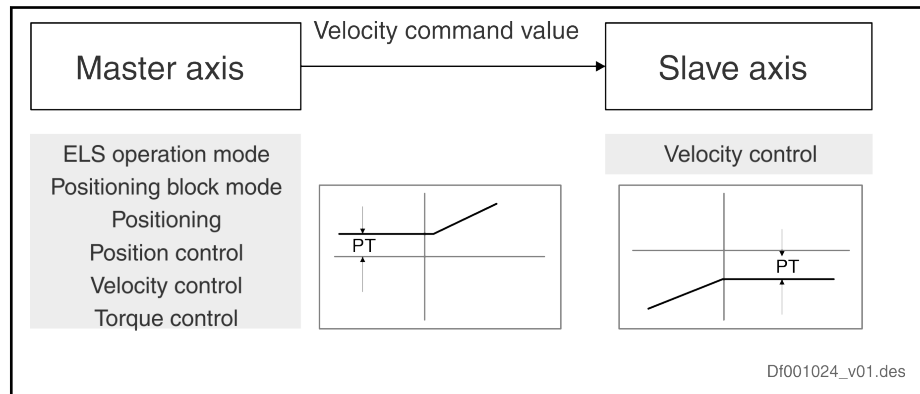 Velocity command value
Master axis
Slave axis
ELS operation mode
Positioning block mode
Positioning
Position control
Velocity control
Torque control
PT
Velocity control
PT
Df001024_v01.des